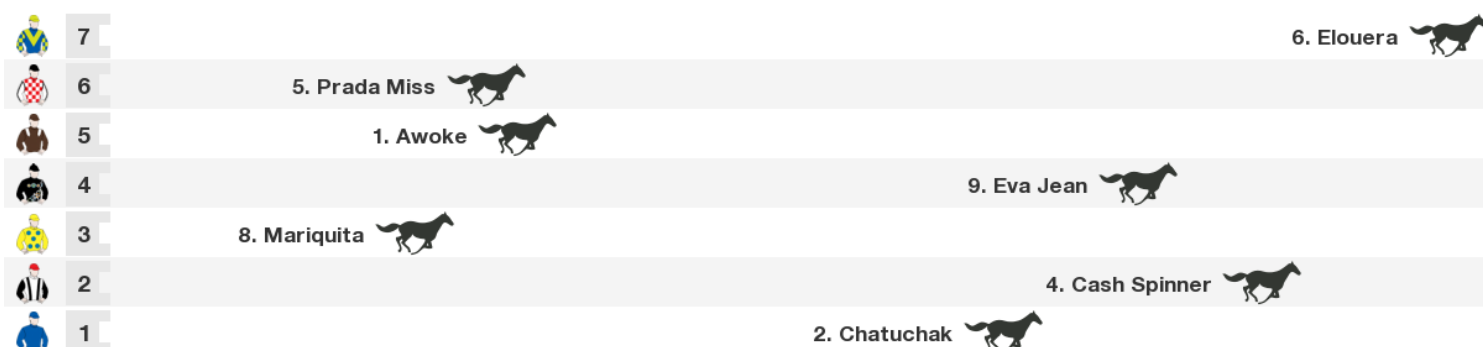 7 6. Elouera
6 5. Prada Miss
5 1. Awoke
4 9. Eva Jean
3 8. Mariquita
2 4. Cash Spinner
1 2. Chatuchak